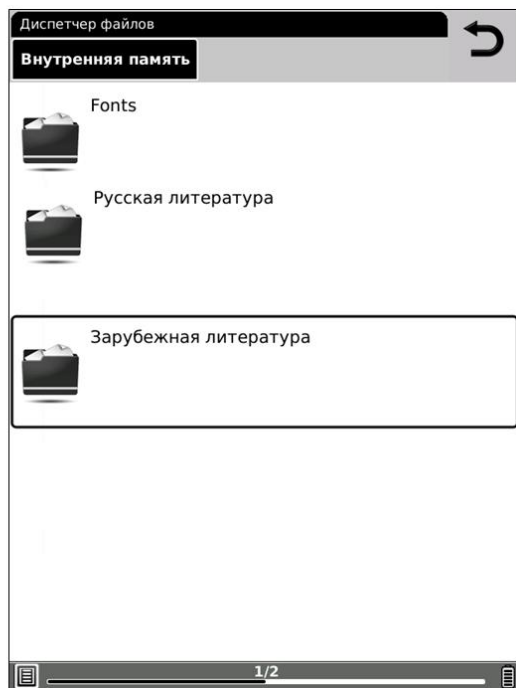 Диспетчер файлов
Внутренняя память
Fonts
Русская литература
Зарубежная литература
1/2